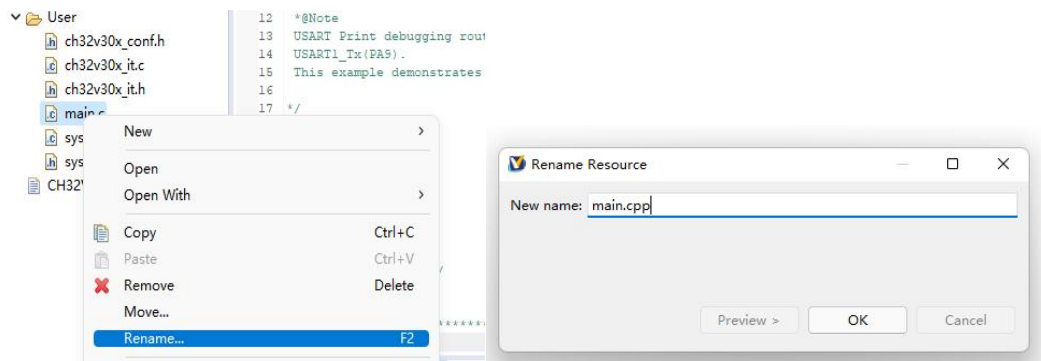 User
ch32v30x_conf.h
ch32v30x_it.c
ch32v30x_it.h
main.c
sys
sys
CH32V
12 *@Note
13 USART Print debugging rout
14 USART1_Tx(PA9).
15 This example demonstrates
16
17 */
New
Open
Open With
Copy Ctrl+C
Paste Ctrl+V
Remove Delete
Move...
Rename... F2
Rename Resource
New name: main.cpp
Preview > OK Cancel